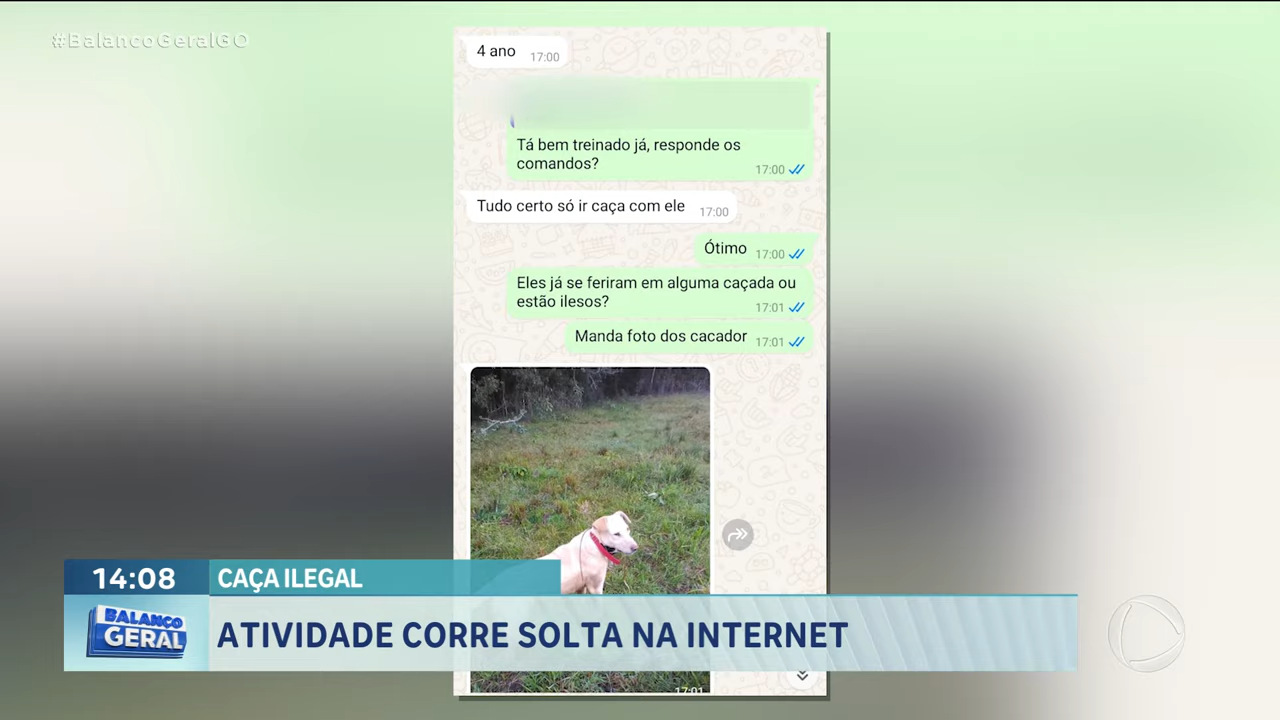 #BalancoGeralGO
4 ano 17:00
Tá bem treinado já, responde os
comandos?
17:00
Tudo certo só ir caça com ele 17:00
Ótimo 17:00
Eles já se feriram em alguma caçada ou
estão ilesos?
17:01
Manda foto dos cacador 17:01
14:08 CAÇA ILEGAL
BALANÇO
GERAL
ATIVIDADE CORRE SOLTA NA INTERNET
17:01